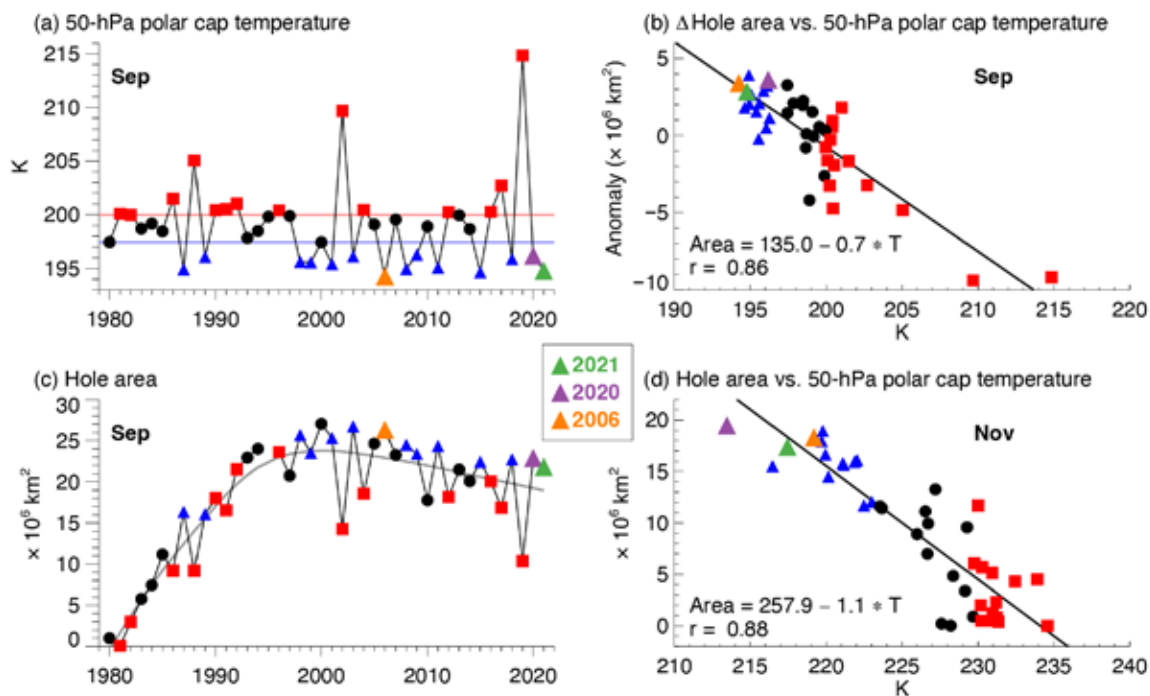 (a) 50-hPa polar cap temperature
Sep
K
215
210
205
200
195
1980 1990 2000 2010 2020
(b) Δ Hole area vs. 50-hPa polar cap temperature
Sep
Anomaly (× 10⁶ km²)
5
0
−5
−10
Area = 135.0 − 0.7 * T
r = 0.86
190 195 200 205 210 215 220
K
(c) Hole area
Sep
× 10⁶ km²
30
25
20
15
10
5
0
1980 1990 2000 2010 2020
2021
2020
2006
(d) Hole area vs. 50-hPa polar cap temperature
Nov
× 10⁶ km²
20
15
10
5
0
Area = 257.9 − 1.1 * T
r = 0.88
210 215 220 225 230 235 240
K